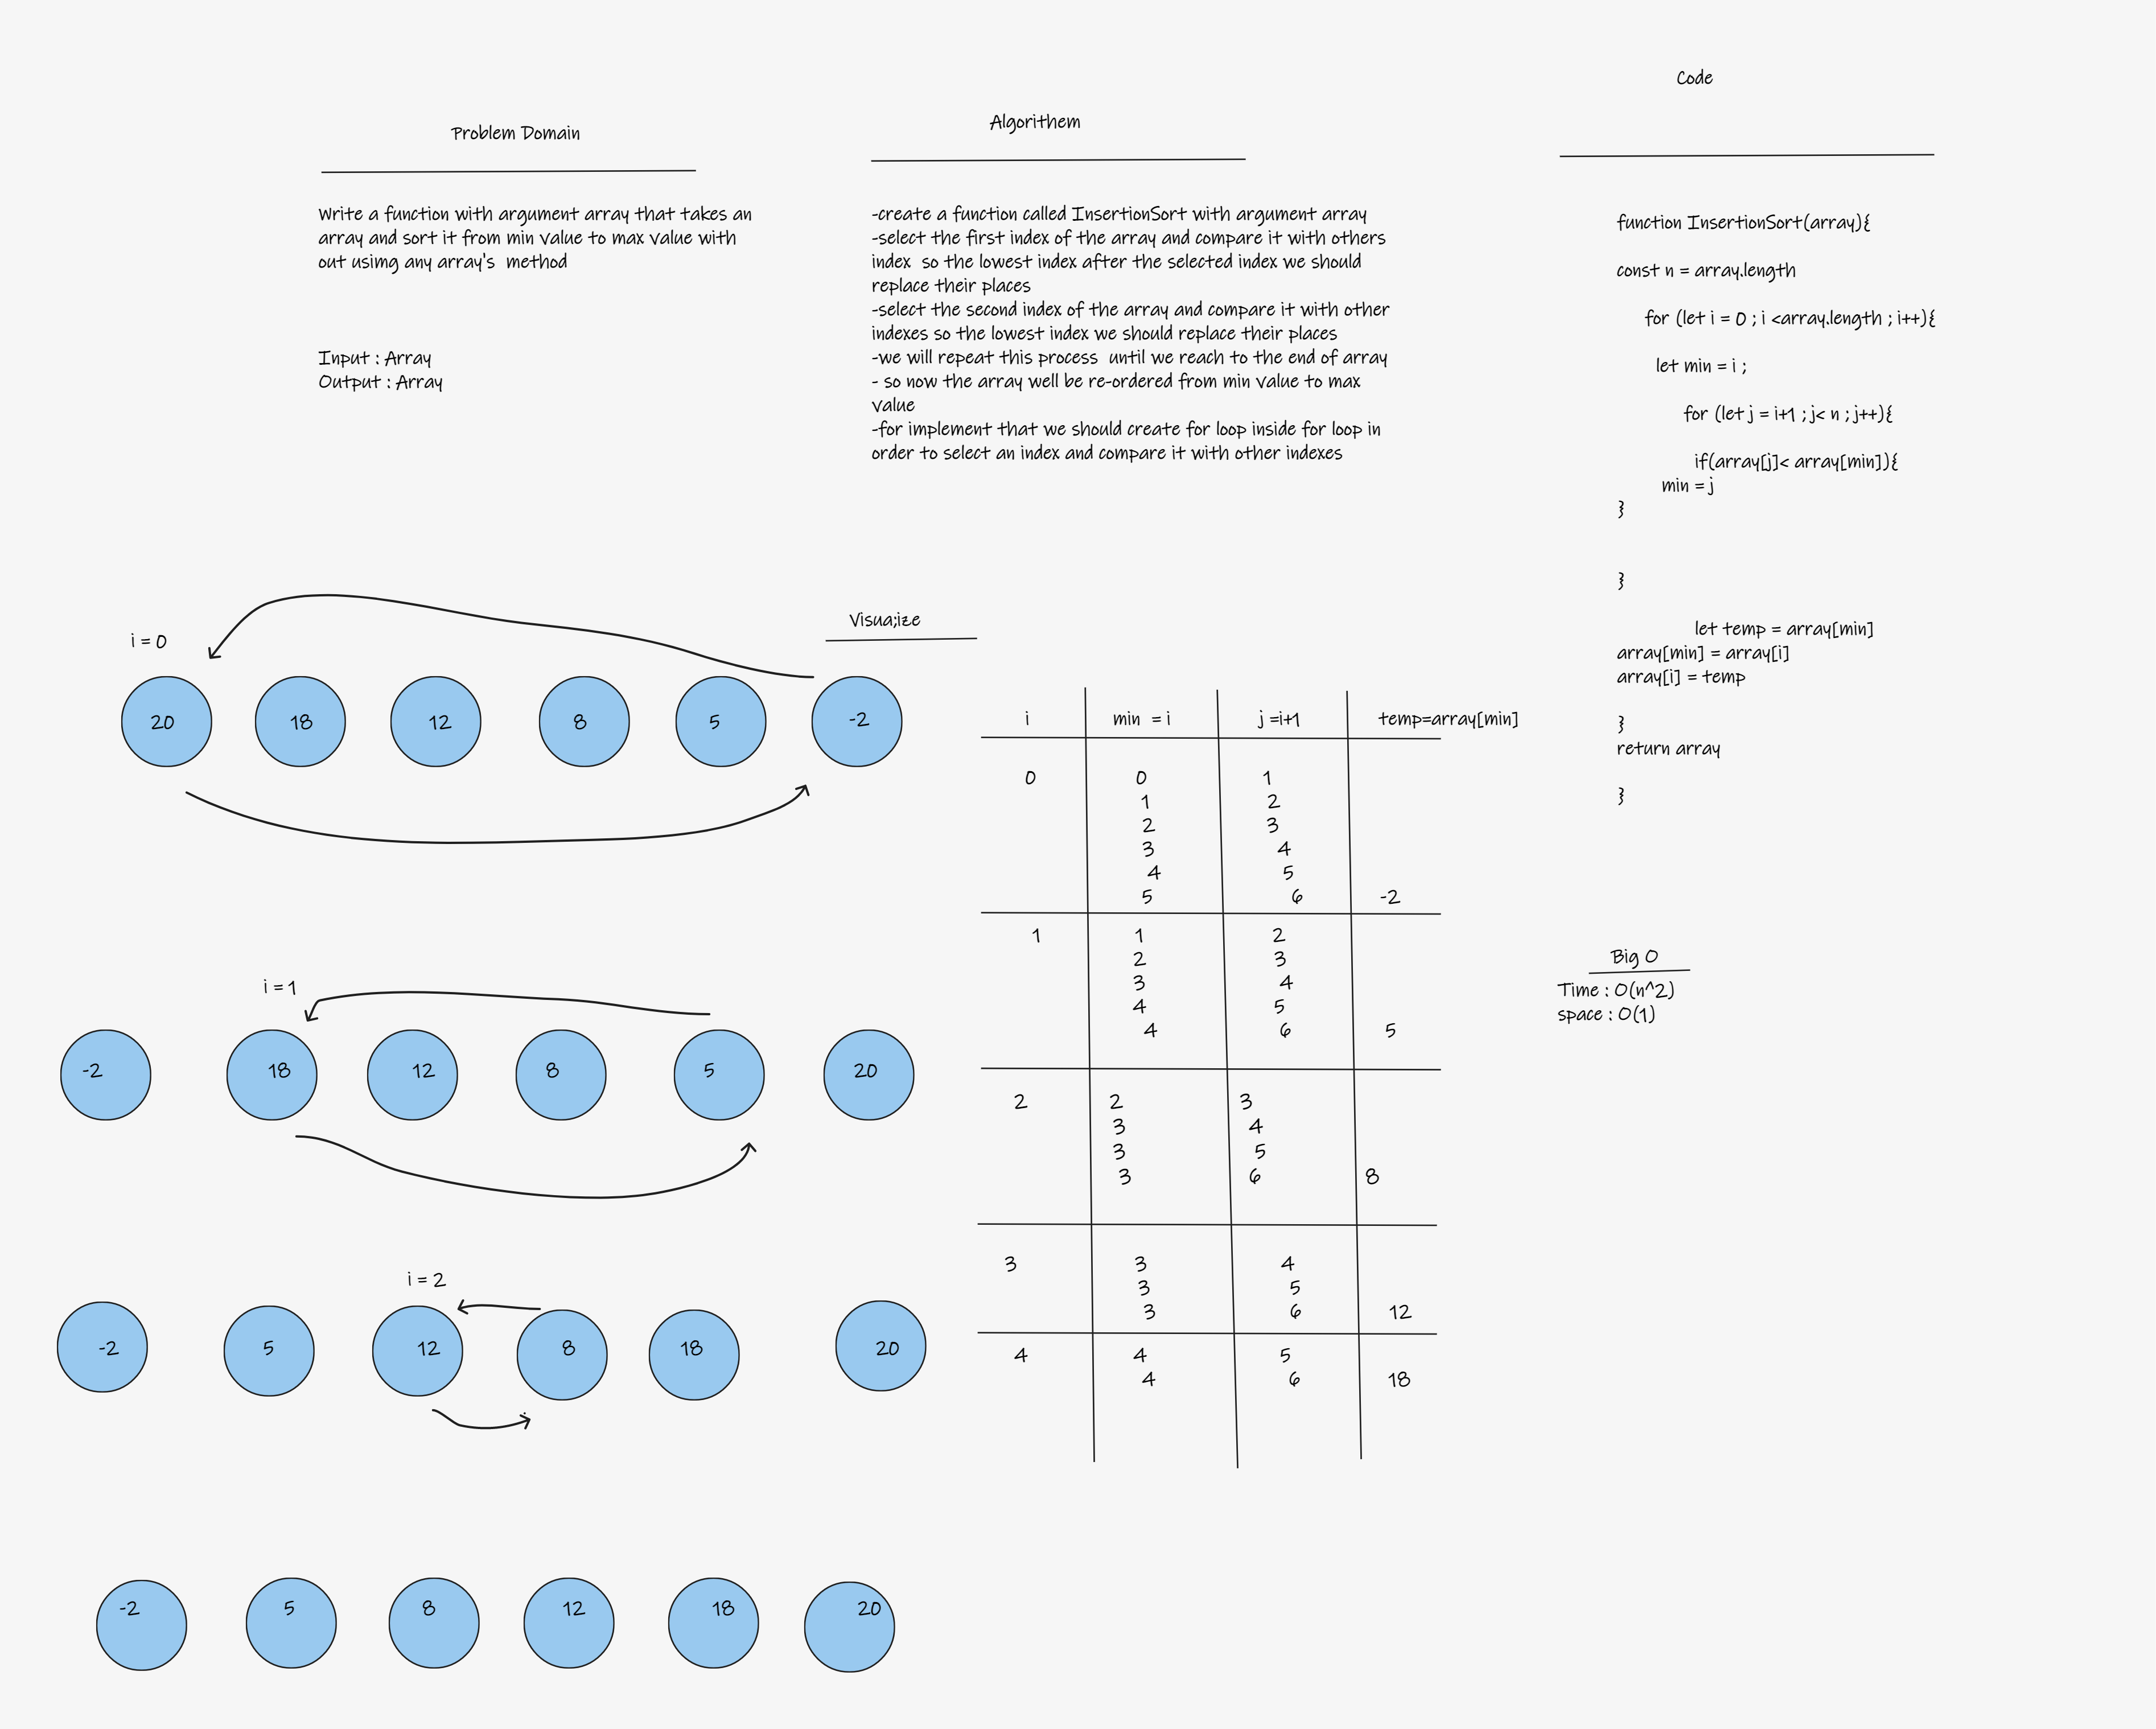 Problem Domain
Write a function with argument array that takes an
array and sort it from min value to max value with
out usimg any array's method
Input : Array
Output : Array
Algorithem
-create a function called InsertionSort with argument array
-select the first index of the array and compare it with others
index so the lowest index after the selected index we should
replace their places
-select the second index of the array and compare it with other
indexes so the lowest index we should replace their places
-we will repeat this process until we reach to the end of array
- so now the array well be re-ordered from min value to max
value
-for implement that we should create for loop inside for loop in
order to select an index and compare it with other indexes
Code
function InsertionSort(array){
const n = array.length
for (let i = 0 ; i <array.length ; i++){
let min = i ;
for (let j = i+1 ; j< n ; j++){
if(array[j]< array[min]){
min = j
}
}
let temp = array[min]
array[min] = array[i]
array[i] = temp
}
return array
}
Visua;ize
i = 0
20 18 12 8 5 -2
i = 1
-2 18 12 8 5 20
i = 2
-2 5 12 8 18 20
-2 5 8 12 18 20
i min = i j =i+1 temp=array[min]
0 0 1
1 2
2 3
3 4
4 5
5 6 -2
1 1 2
2 3
3 4
4 5
4 6 5
2 2 3
3 4
3 5
3 6 8
3 3 4
3 5
3 6 12
4 4 5
4 6 18
Big O
Time : O(n^2)
space : O(1)